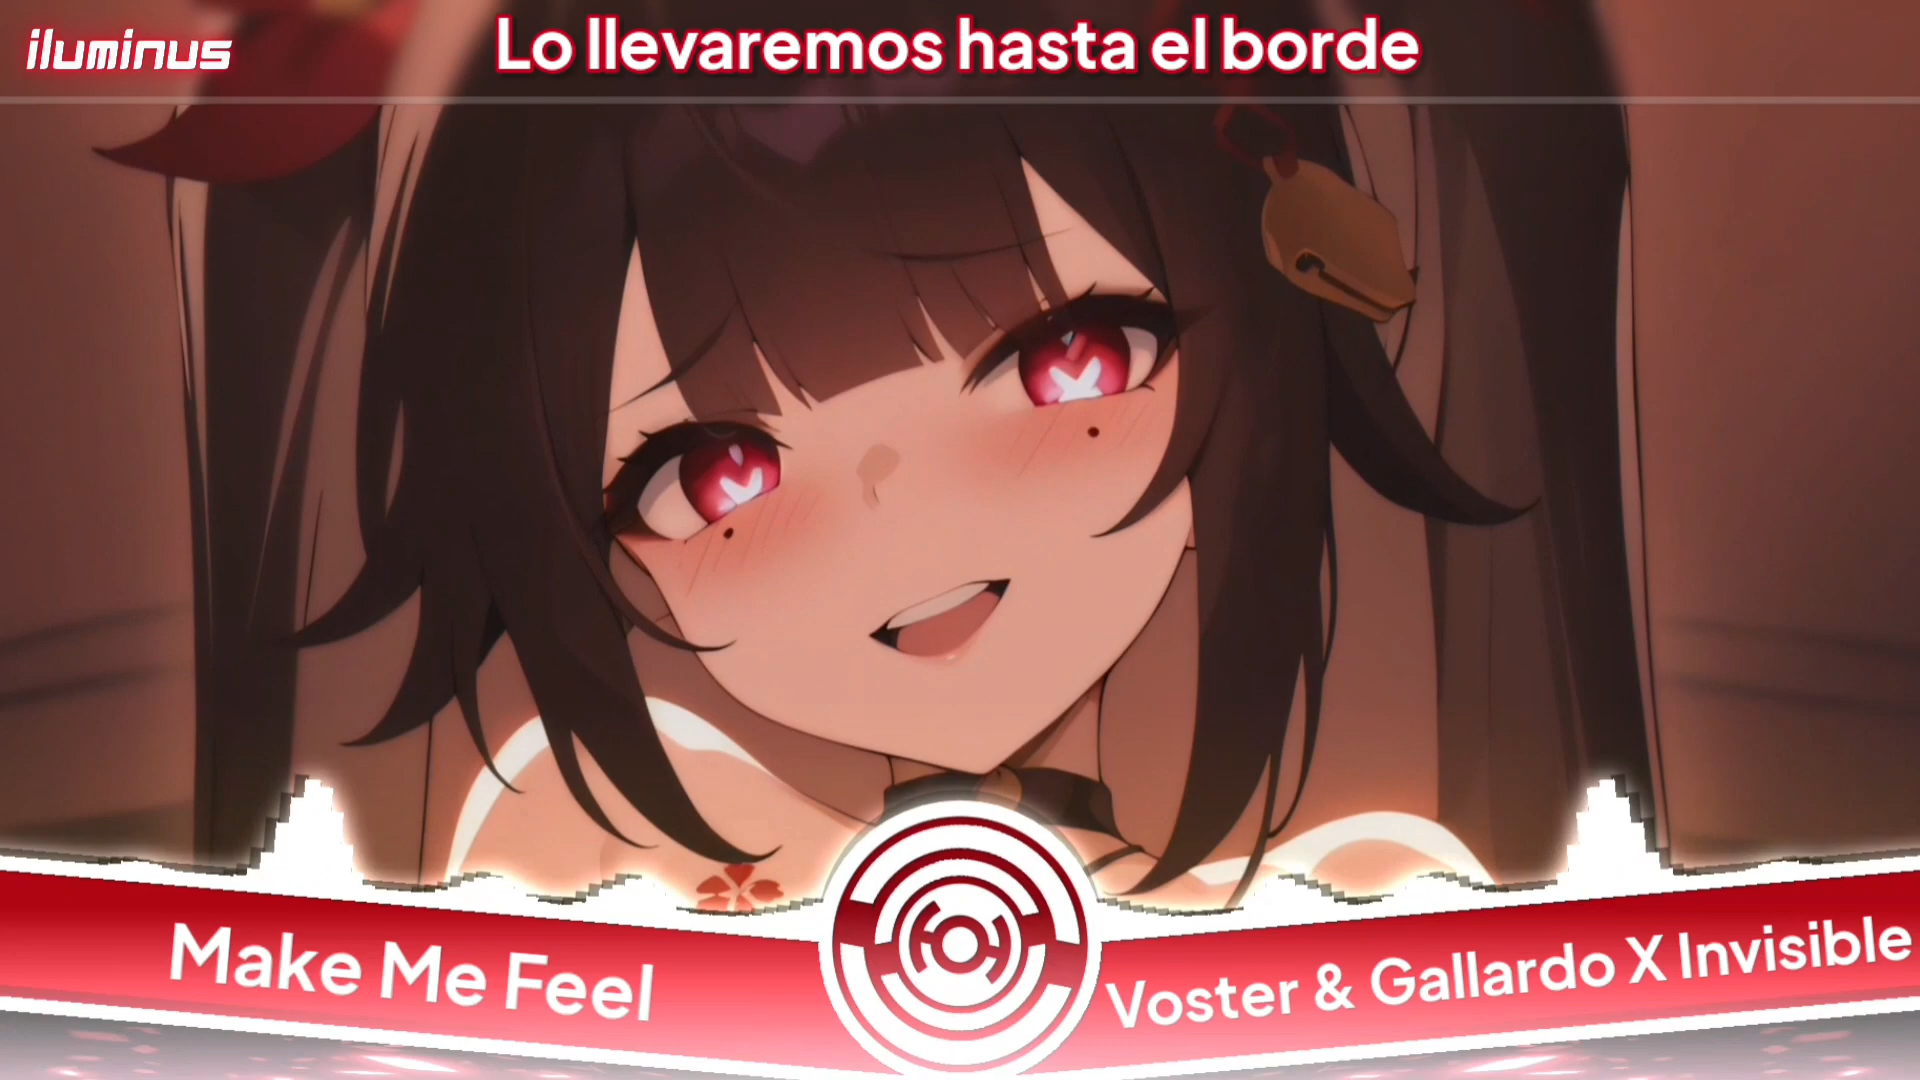 iluminus
Lo llevaremos hasta el borde
Make Me Feel
Voster & Gallardo X Invisible